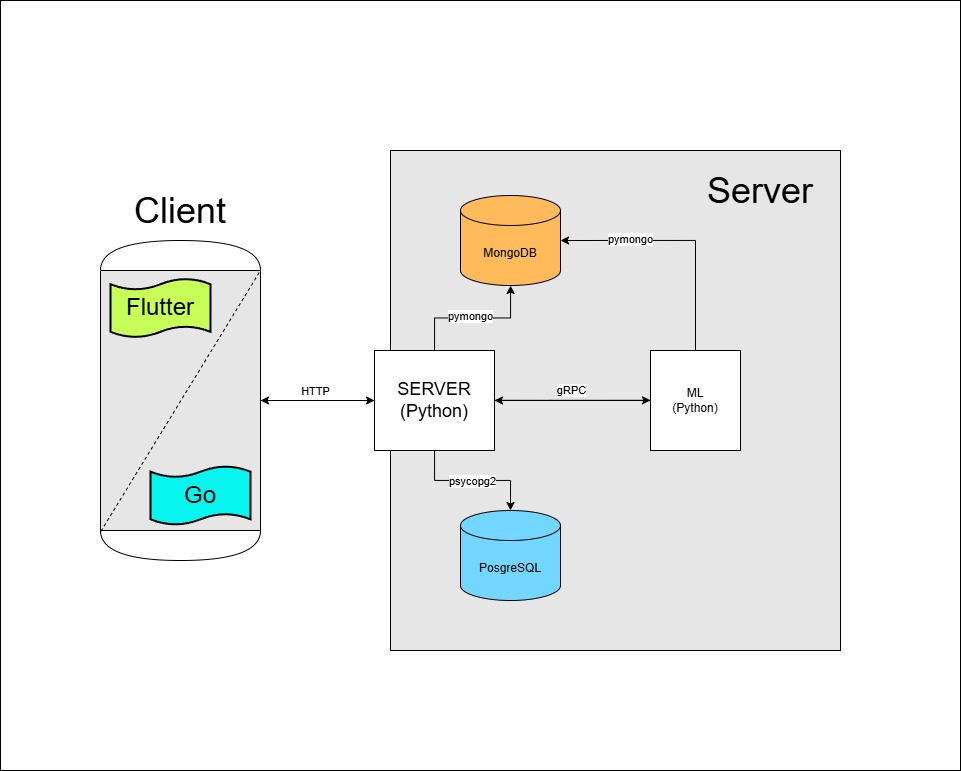 Client
Flutter
Go
HTTP
Server
MongoDB
pymongo
pymongo
SERVER
(Python)
gRPC
ML
(Python)
psycopg2
PosgreSQL